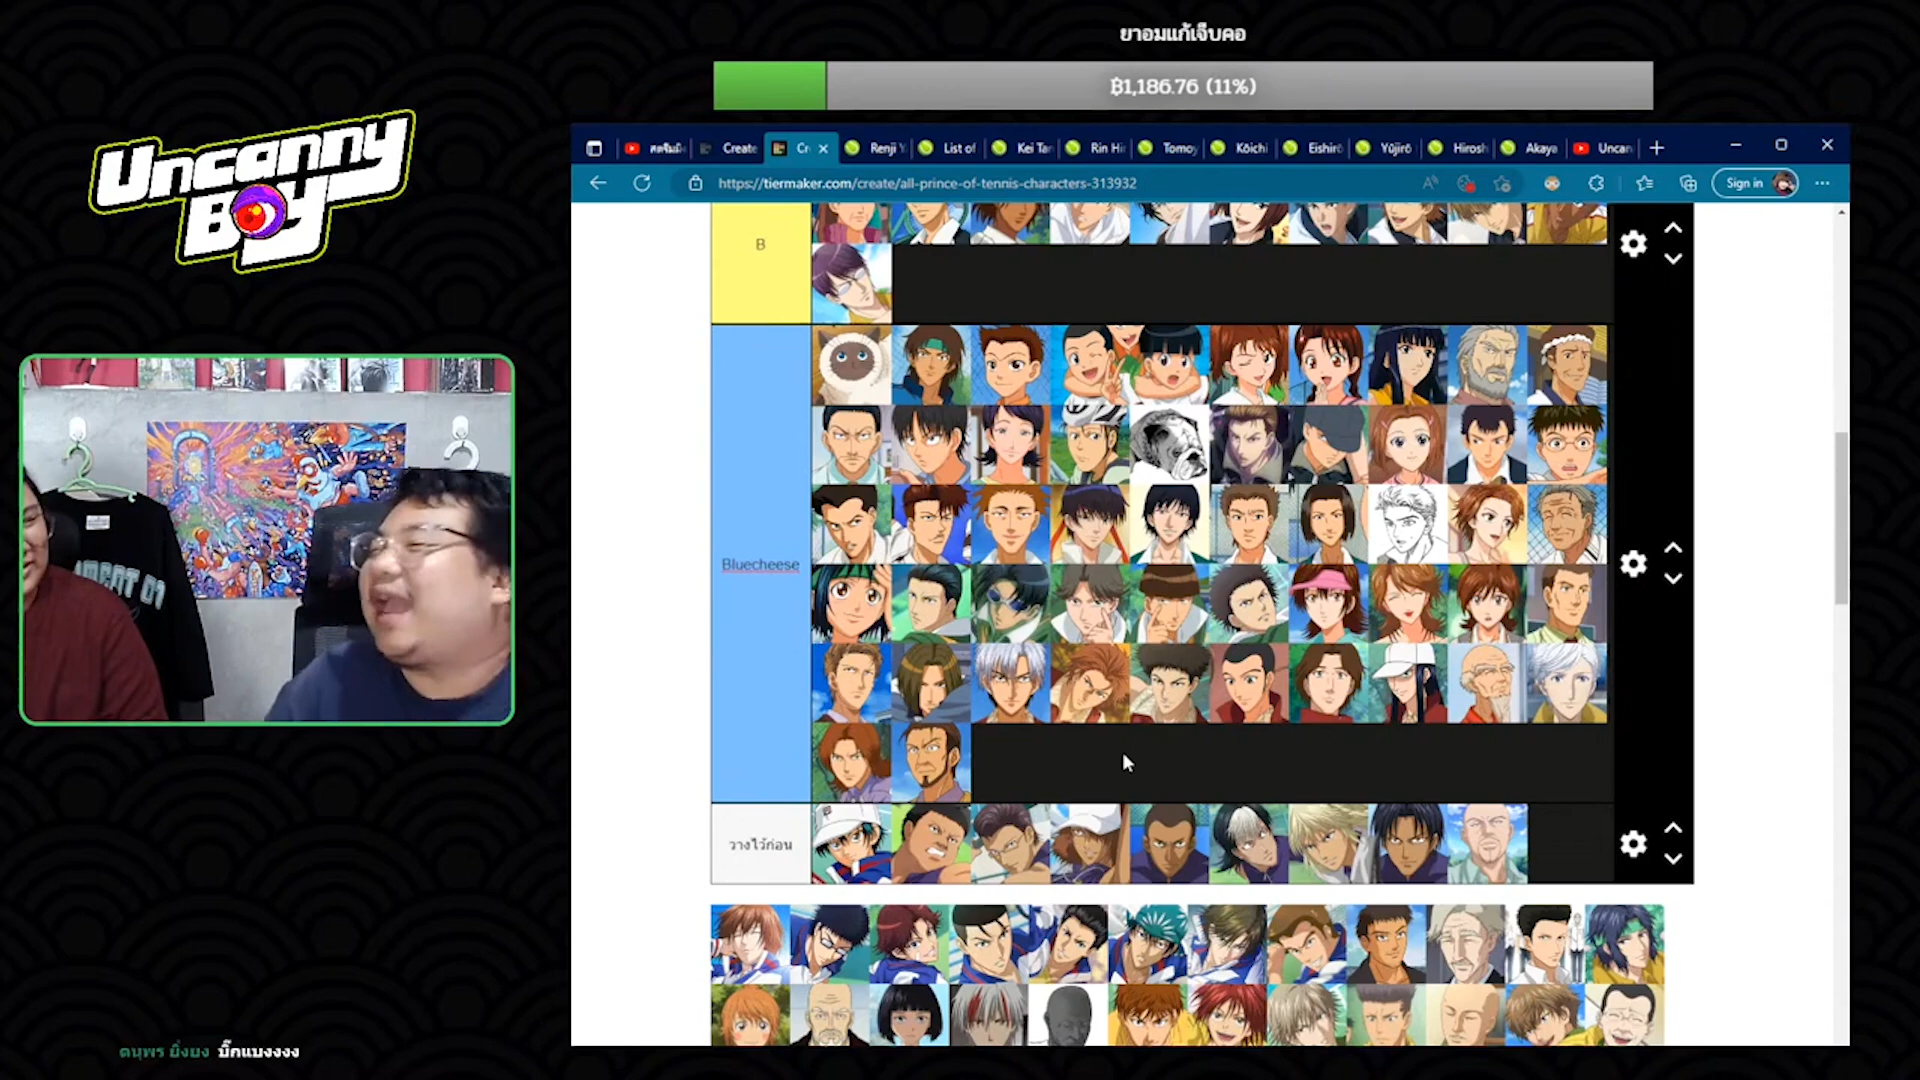 ยาอมแก้เจ็บคอ
฿1,186.76 (11%)
Uncanny
Boy
Create
Cr
Renji Y
List of
Kei Tan
Rin Hir
Tomoy
Kōichi
Eishirō
Yūjirō
Hirosh
Akaya
Uncan
https://tiermaker.com/create/all-prince-of-tennis-characters-313932
Sign in
B
Bluecheese
วางไว้ก่อน
ดนุพร ยิ่งยง บิ๊กแบงงงง